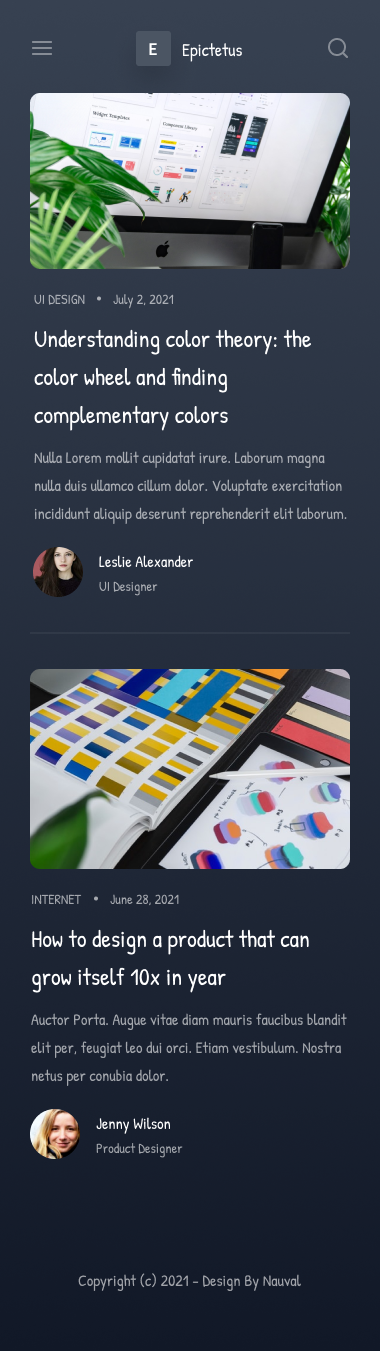 E Epictetus
Widget Templates
Component Library
UI DESIGN • July 2, 2021
Understanding color theory: the
color wheel and finding
complementary colors
Nulla Lorem mollit cupidatat irure. Laborum magna
nulla duis ullamco cillum dolor. Voluptate exercitation
incididunt aliquip deserunt reprehenderit elit laborum.
Leslie Alexander
UI Designer
INTERNET • June 28, 2021
How to design a product that can
grow itself 10x in year
Auctor Porta. Augue vitae diam mauris faucibus blandit
elit per, feugiat leo dui orci. Etiam vestibulum. Nostra
netus per conubia dolor.
Jenny Wilson
Product Designer
Copyright (c) 2021 - Design By Nauval